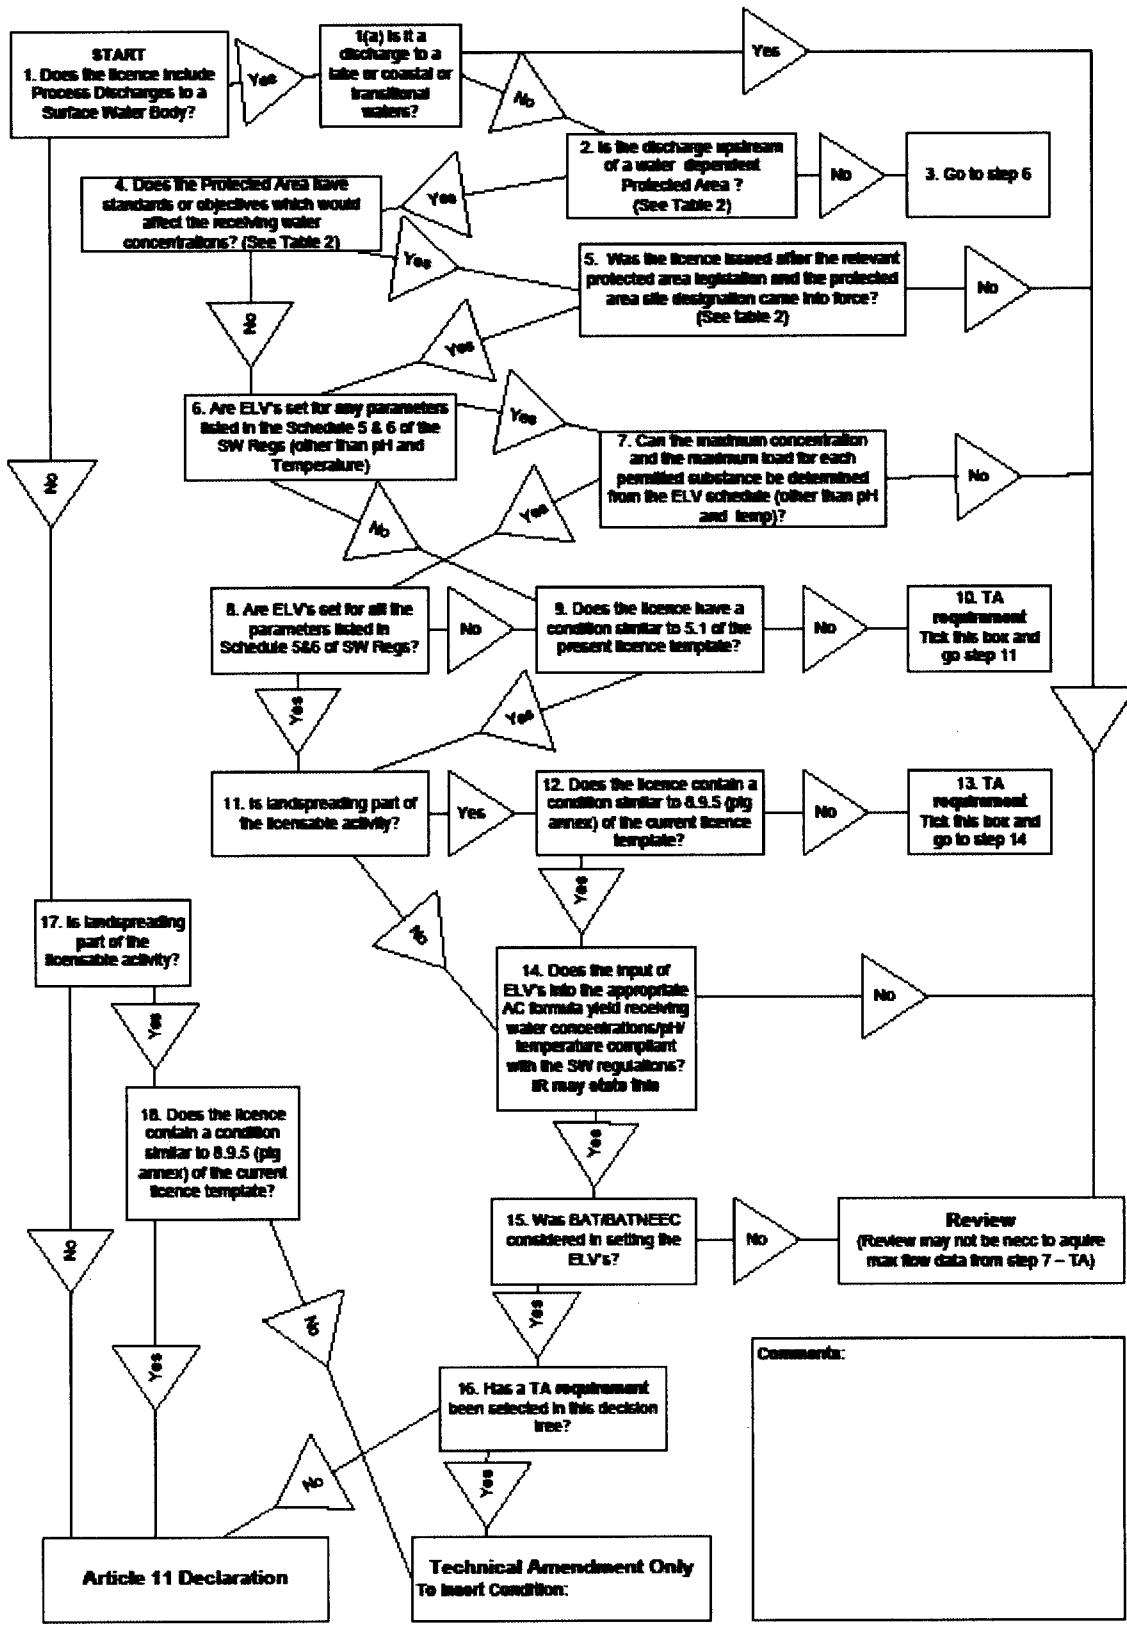 START
1. Does the licence include
Process Discharges to a
Surface Water Body?
Yes
1(a) Is it a
discharge to a
lake or coastal or
transitional
waters?
Yes
No
2. Is the discharge upstream
of a water dependent
Protected Area ?
(See Table 2)
No
3. Go to step 6
Yes
4. Does the Protected Area have
standards or objectives which would
affect the receiving water
concentrations? (See Table 2)
Yes
No
5. Was the licence issued after the relevant
protected area legislation and the protected
area site designation came into force?
(See table 2)
No
Yes
6. Are ELV's set for any parameters
listed in the Schedule 5 & 6 of the
SW Regs (other than pH and
Temperature)
Yes
No
7. Can the maximum concentration
and the maximum load for each
permitted substance be determined
from the ELV schedule (other than pH
and temp)?
No
Yes
No
8. Are ELV's set for all the
parameters listed in
Schedule 5&6 of SW Regs?
No
9. Does the licence have a
condition similar to 5.1 of the
present licence template?
No
10. TA
requirement
Tick this box and
go step 11
Yes
Yes
11. Is landspreading part of
the licensable activity?
Yes
12. Does the licence contain a
condition similar to 8.9.5 (pig
annex) of the current licence
template?
No
13. TA
requirement
Tick this box and
go to step 14
No
Yes
17. Is landspreading
part of the
licensable activity?
14. Does the input of
ELV's into the appropriate
AC formula yield receiving
water concentrations/pH/
temperature compliant
with the SW regulations?
IR may state this
No
Yes
Yes
18. Does the licence
contain a condition
similar to 8.9.5 (pig
annex) of the current
licence template?
15. Was BAT/BATNEEC
considered in setting the
ELV's?
No
Review
(Review may not be necc to aquire
max flow data from step 7 – TA)
No
No
Yes
Yes
16. Has a TA requirement
been selected in this decision
tree?
Comments:
No
Yes
Article 11 Declaration
Technical Amendment Only
To Insert Condition: